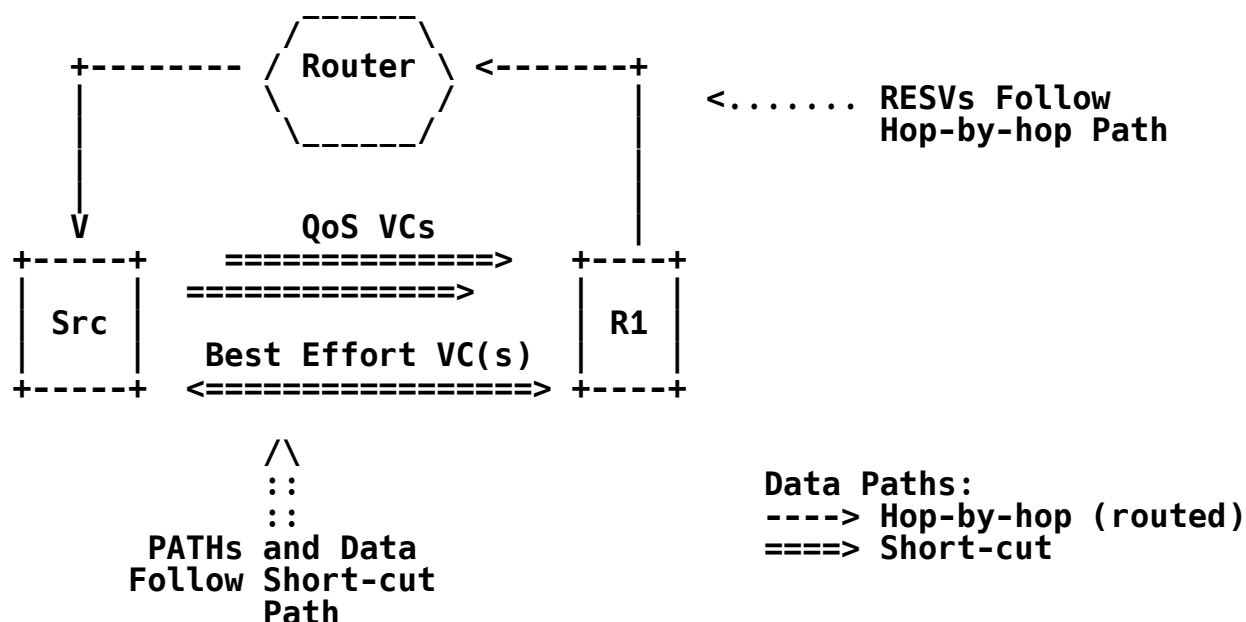 Router
<....... RESVs Follow
Hop-by-hop Path
QoS VCs
Src
R1
Best Effort VC(s)
PATHs and Data
Follow Short-cut
Path
Data Paths:
----> Hop-by-hop (routed)
====> Short-cut